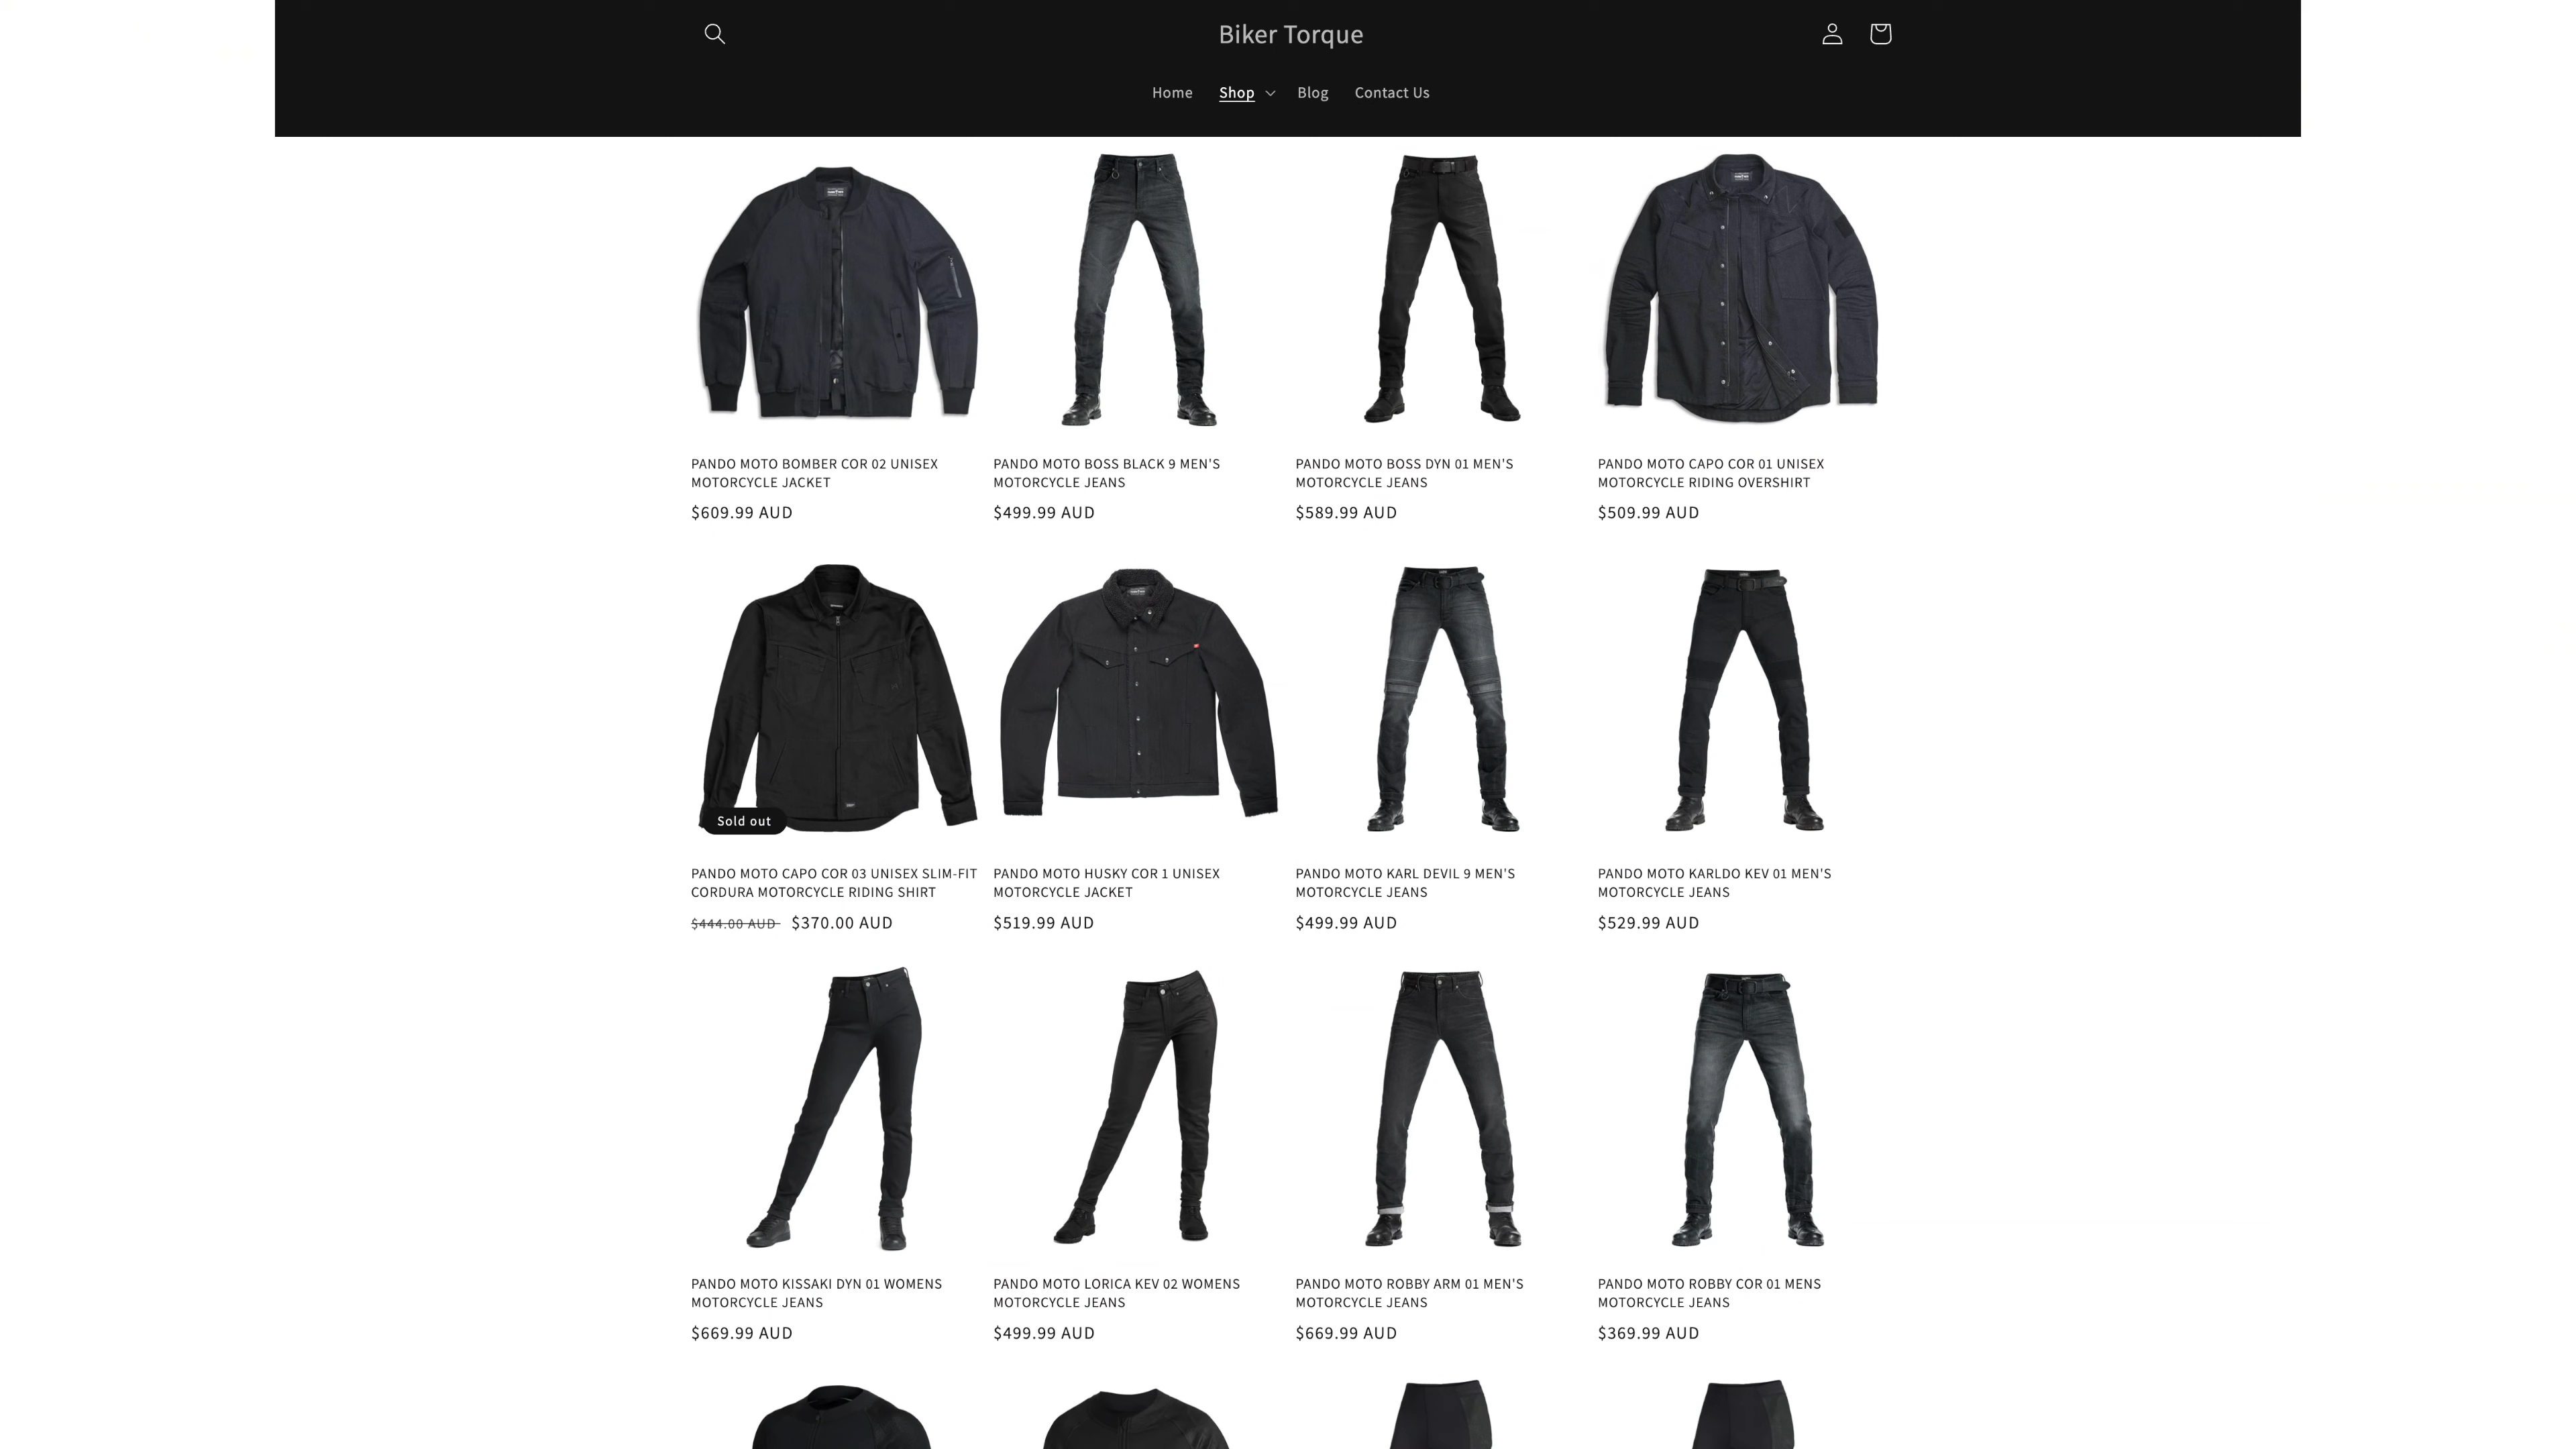 Biker Torque
Home Shop Blog Contact Us
PANDO MOTO BOMBER COR 02 UNISEX
MOTORCYCLE JACKET
$609.99 AUD
PANDO MOTO BOSS BLACK 9 MEN'S
MOTORCYCLE JEANS
$499.99 AUD
PANDO MOTO BOSS DYN 01 MEN'S
MOTORCYCLE JEANS
$589.99 AUD
PANDO MOTO CAPO COR 01 UNISEX
MOTORCYCLE RIDING OVERSHIRT
$509.99 AUD
Sold out
PANDO MOTO CAPO COR 03 UNISEX SLIM-FIT
CORDURA MOTORCYCLE RIDING SHIRT
$444.00 AUD $370.00 AUD
PANDO MOTO HUSKY COR 1 UNISEX
MOTORCYCLE JACKET
$519.99 AUD
PANDO MOTO KARL DEVIL 9 MEN'S
MOTORCYCLE JEANS
$499.99 AUD
PANDO MOTO KARLDO KEV 01 MEN'S
MOTORCYCLE JEANS
$529.99 AUD
PANDO MOTO KISSAKI DYN 01 WOMENS
MOTORCYCLE JEANS
$669.99 AUD
PANDO MOTO LORICA KEV 02 WOMENS
MOTORCYCLE JEANS
$499.99 AUD
PANDO MOTO ROBBY ARM 01 MEN'S
MOTORCYCLE JEANS
$669.99 AUD
PANDO MOTO ROBBY COR 01 MENS
MOTORCYCLE JEANS
$369.99 AUD